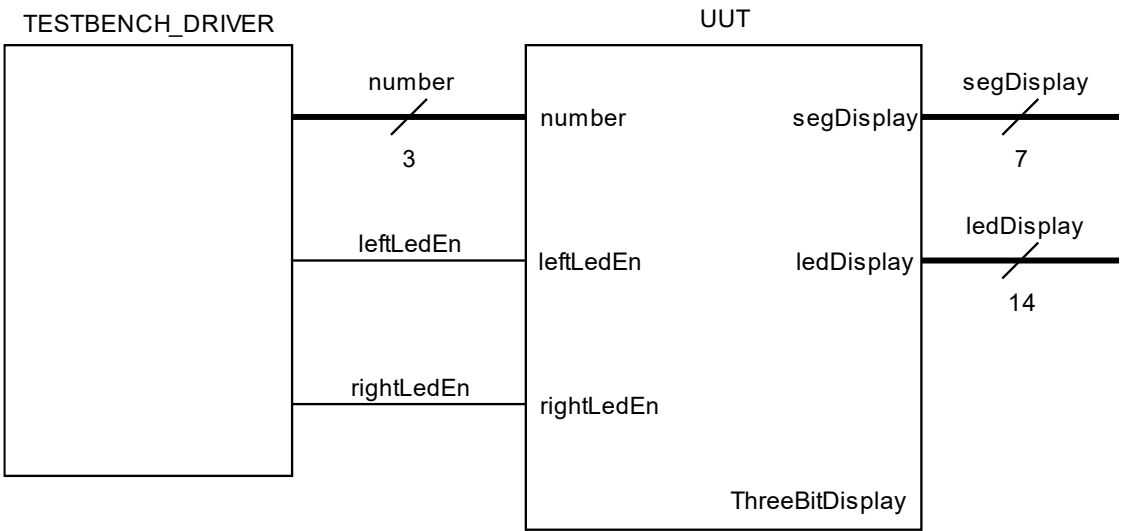 TESTBENCH_DRIVER
UUT
number
3
number
segDisplay
segDisplay
7
leftLedEn
leftLedEn
ledDisplay
ledDisplay
14
rightLedEn
rightLedEn
ThreeBitDisplay